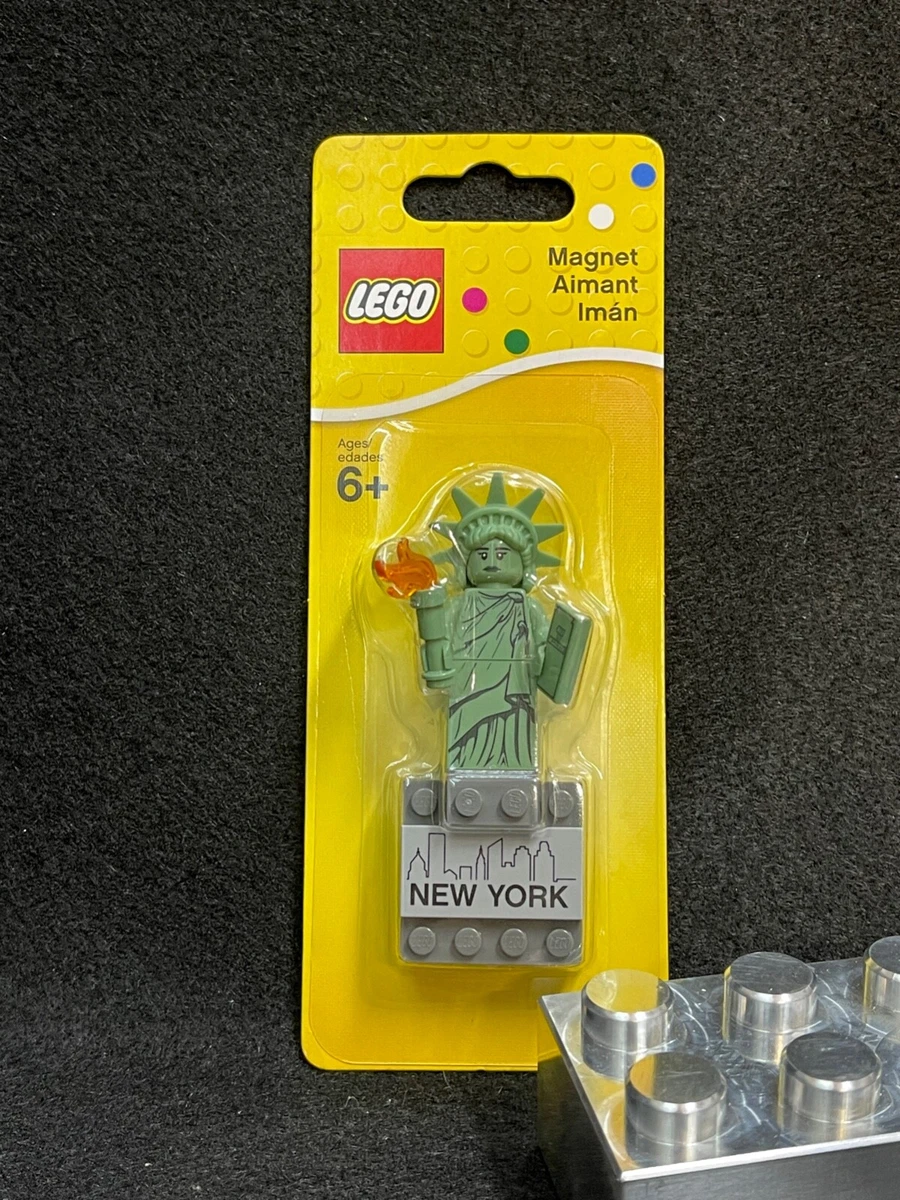 LEGO
Magnet
Aimant
Imán
Ages/
edades
6+
NEW YORK